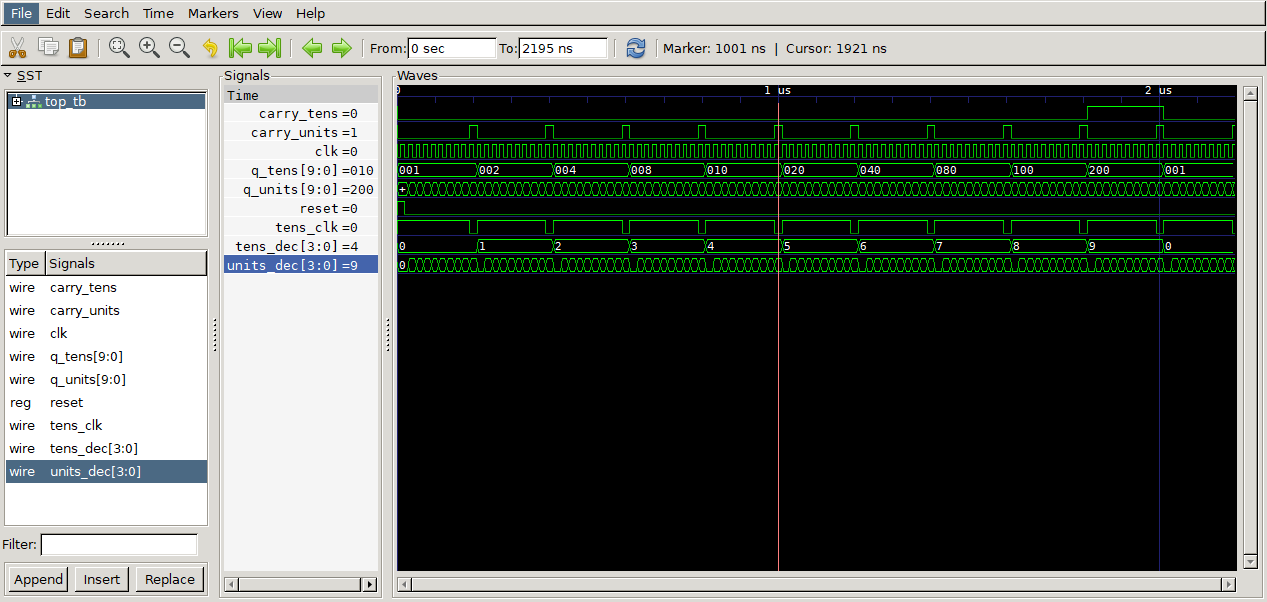 File Edit Search Time Markers View Help
From: 0 sec To: 2195 ns Marker: 1001 ns | Cursor: 1921 ns
SST
top_tb
Type Signals
wire carry_tens
wire carry_units
wire clk
wire q_tens[9:0]
wire q_units[9:0]
reg reset
wire tens_clk
wire tens_dec[3:0]
wire units_dec[3:0]
Filter:
Append Insert Replace
Signals
Time
carry_tens =0
carry_units =1
clk =0
q_tens[9:0] =010
q_units[9:0] =200
reset =0
tens_clk =0
tens_dec[3:0] =4
units_dec[3:0] =9
Waves
0 1 us 2 us
001 002 004 008 010 020 040 080 100 200 001
+
0 1 2 3 4 5 6 7 8 9 0
0